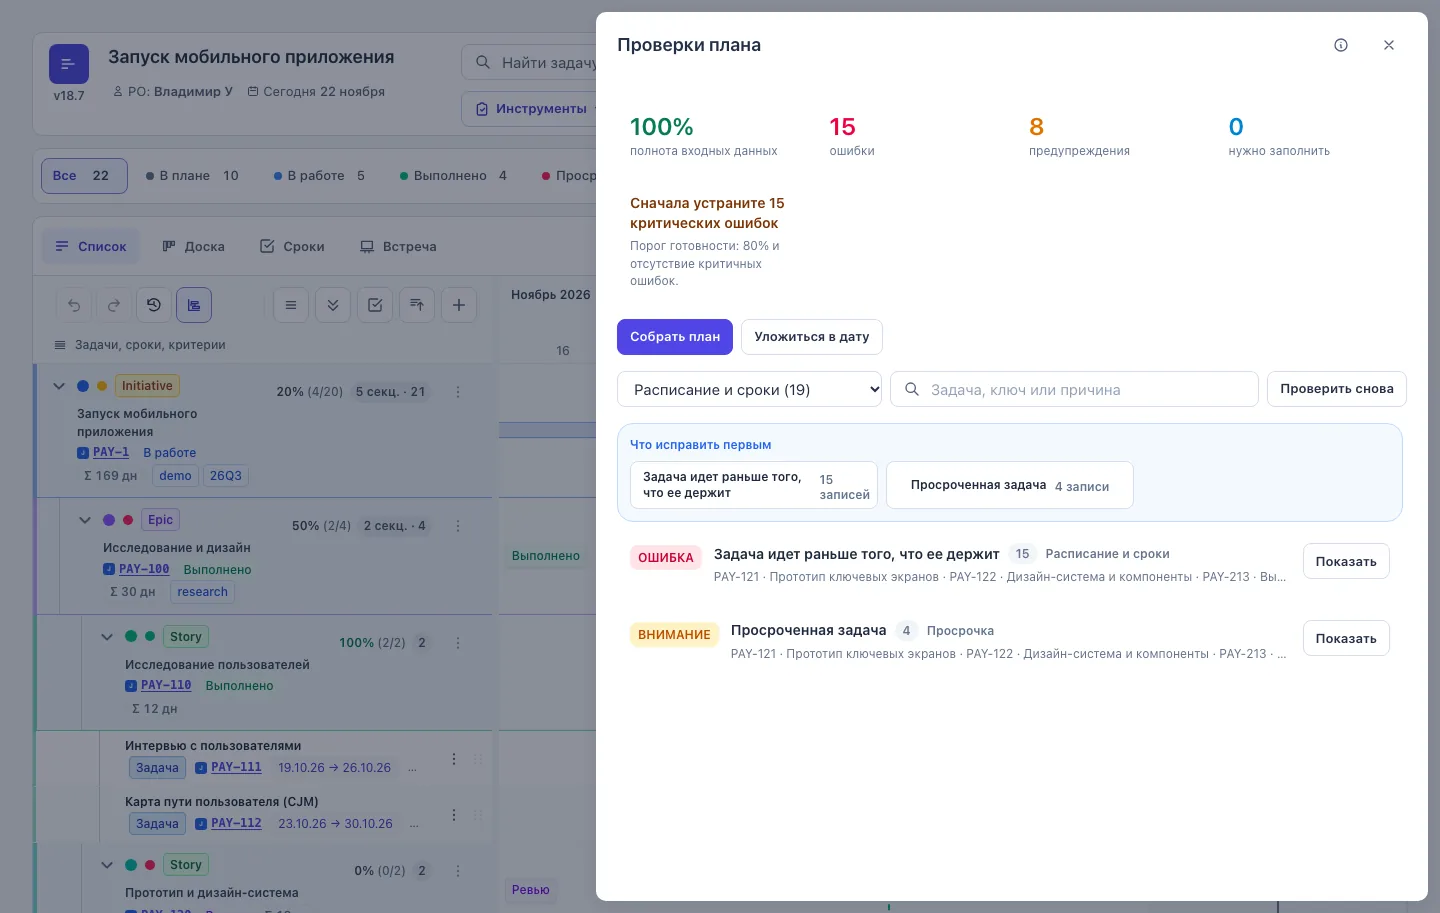 Запуск мобильного приложения
v18.7
PO: Владимир У
Сегодня 22 ноября
Найти задачу
Инструменты
Все 22
В плане 10
В работе 5
Выполнено 4
Список
Доска
Сроки
Встреча
Ноябрь 2026
Задачи, сроки, критерии
16
Initiative
20% (4/20)
5 секц. · 21
Запуск мобильного
приложения
PAY-1 В работе
Σ 169 дн
demo
26Q3
Epic
50% (2/4)
2 секц. · 4
Исследование и дизайн
PAY-100 Выполнено
Σ 30 дн
research
Выполнено
Story
100% (2/2) 2
Исследование пользователей
PAY-110 Выполнено
Σ 12 дн
Интервью с пользователями
Задача PAY-111 19.10.26 → 26.10.26 ...
Карта пути пользователя (CJM)
Задача PAY-112 23.10.26 → 30.10.26 ...
Story
0% (0/2) 2
Прототип и дизайн-система
Ревью
Проверки плана
100%
полнота входных данных
15
ошибки
8
предупреждения
0
нужно заполнить
Сначала устраните 15
критических ошибок
Порог готовности: 80% и
отсутствие критичных
ошибок.
Собрать план
Уложиться в дату
Расписание и сроки (19)
Задача, ключ или причина
Проверить снова
Что исправить первым
Задача идет раньше того,
что ее держит
15
записей
Просроченная задача 4 записи
ОШИБКА
Задача идет раньше того, что ее держит 15 Расписание и сроки
PAY-121 · Прототип ключевых экранов · PAY-122 · Дизайн-система и компоненты · PAY-213 · Вы...
Показать
ВНИМАНИЕ
Просроченная задача 4 Просрочка
PAY-121 · Прототип ключевых экранов · PAY-122 · Дизайн-система и компоненты · PAY-213 · ...
Показать